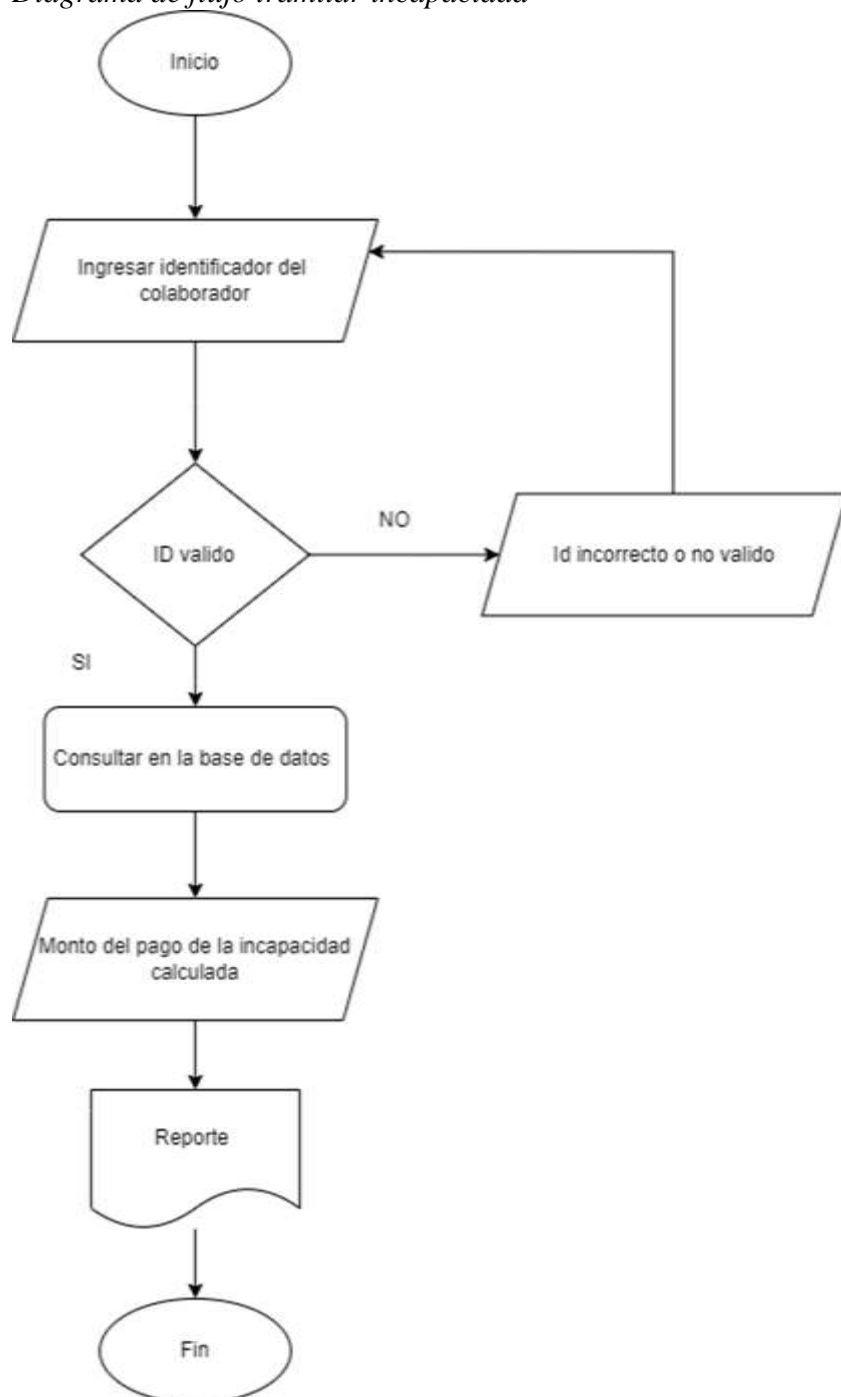 Diagrama de flujo tramitar incapacidad
Inicio
Ingresar identificador del
colaborador
ID valido
NO
Id incorrecto o no valido
SI
Consultar en la base de datos
Monto del pago de la incapacidad
calculada
Reporte
Fin